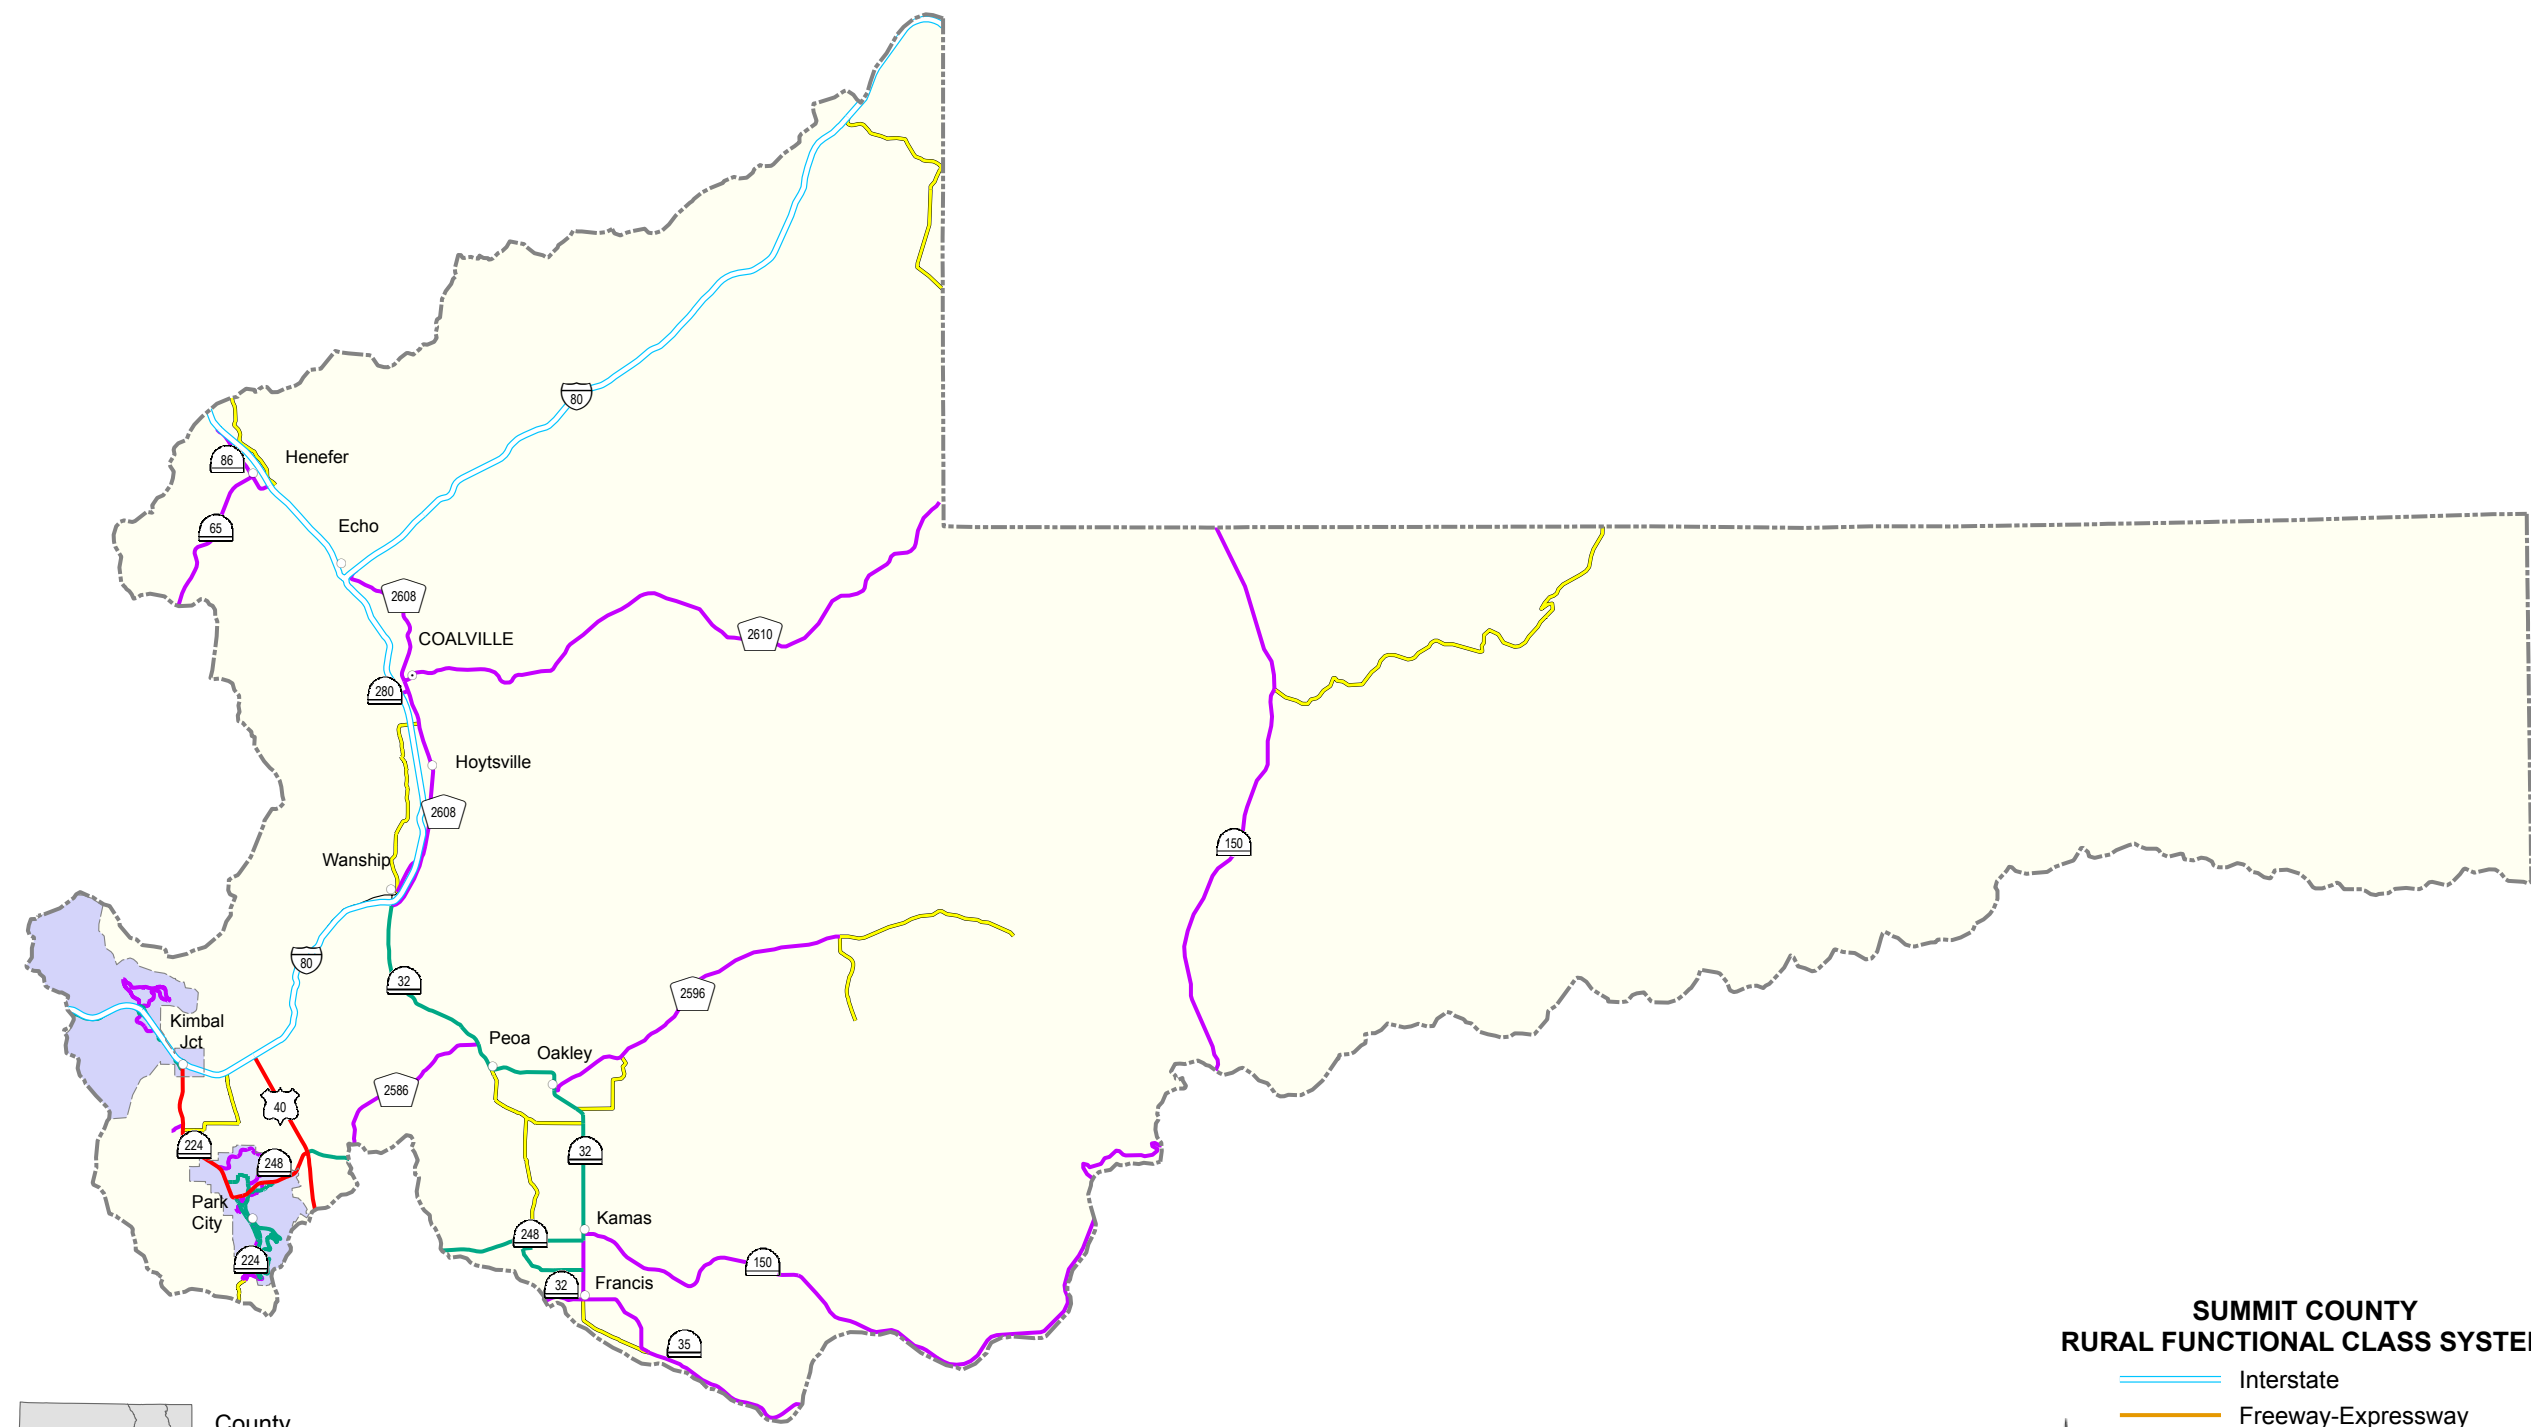 80
86
Henefer
65
Echo
2608
COALVILLE
2610
280
Hoytsville
2608
150
Wanship
80
32
2596
Kimbal
Jct
Peoa
Oakley
2586
40
224
248
32
Park
City
Kamas
248
224
150
32
Francis
35
SUMMIT COUNTY
RURAL FUNCTIONAL CLASS SYSTE
Interstate
Freeway-Expressway
County